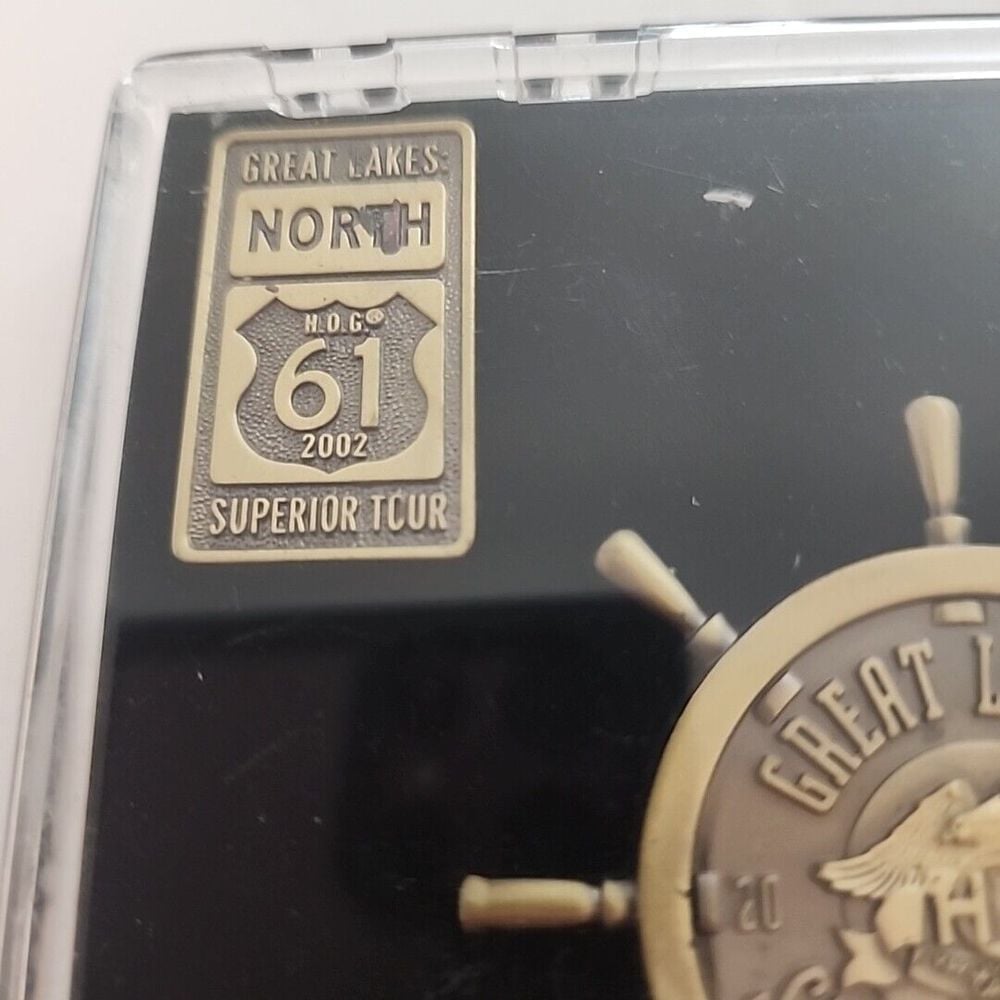 GREAT LAKES:
NORTH
H.O.G.®
61
2002
SUPERIOR TOUR
GREAT L
20
H